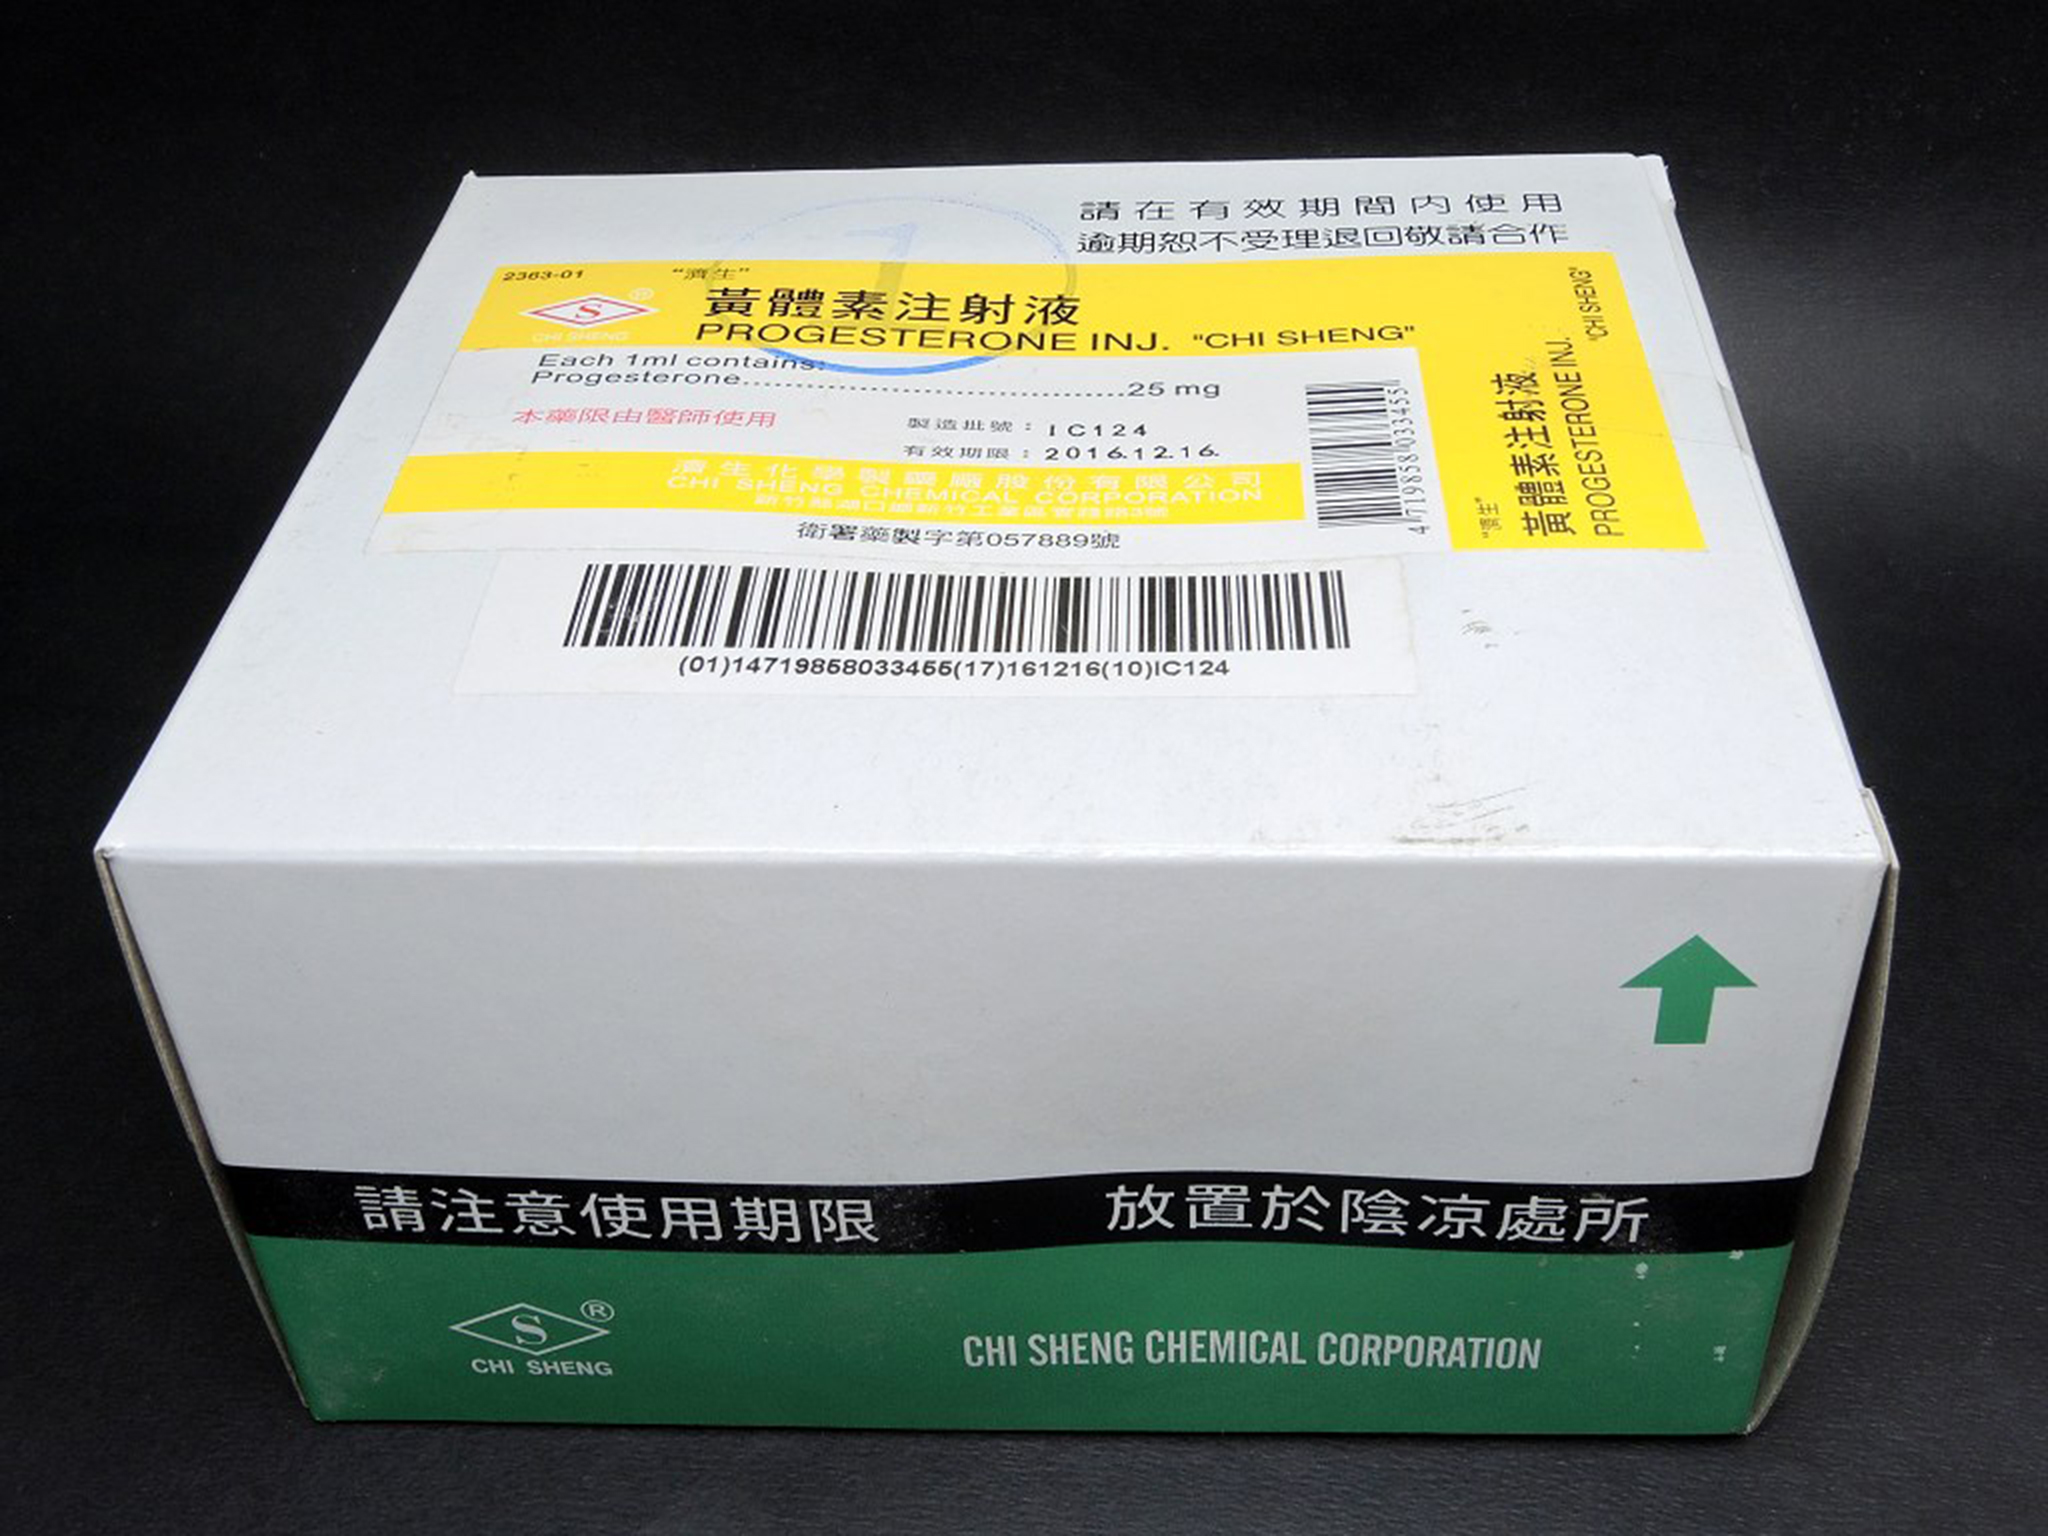 請在有效期間內使用
逾期恕不受理退回敬請合作
2363-01
“濟生”
S ®
CHI SHENG
黃體素注射液
PROGESTERONE INJ. “CHI SHENG”
Each 1ml contains:
Progesterone................................................25 mg
本藥限由醫師使用
製造批號：IC124
有效期限：2016.12.16.
濟生化學製藥廠股份有限公司
CHI SHENG CHEMICAL CORPORATION
衛署藥製字第057889號
4719858033455
“濟生”
黃體素注射液
PROGESTERONE INJ.
“CHI SHENG”
1
(01)14719858033455(17)161216(10)IC124
請注意使用期限 放置於陰凉處所
S ®
CHI SHENG
CHI SHENG CHEMICAL CORPORATION